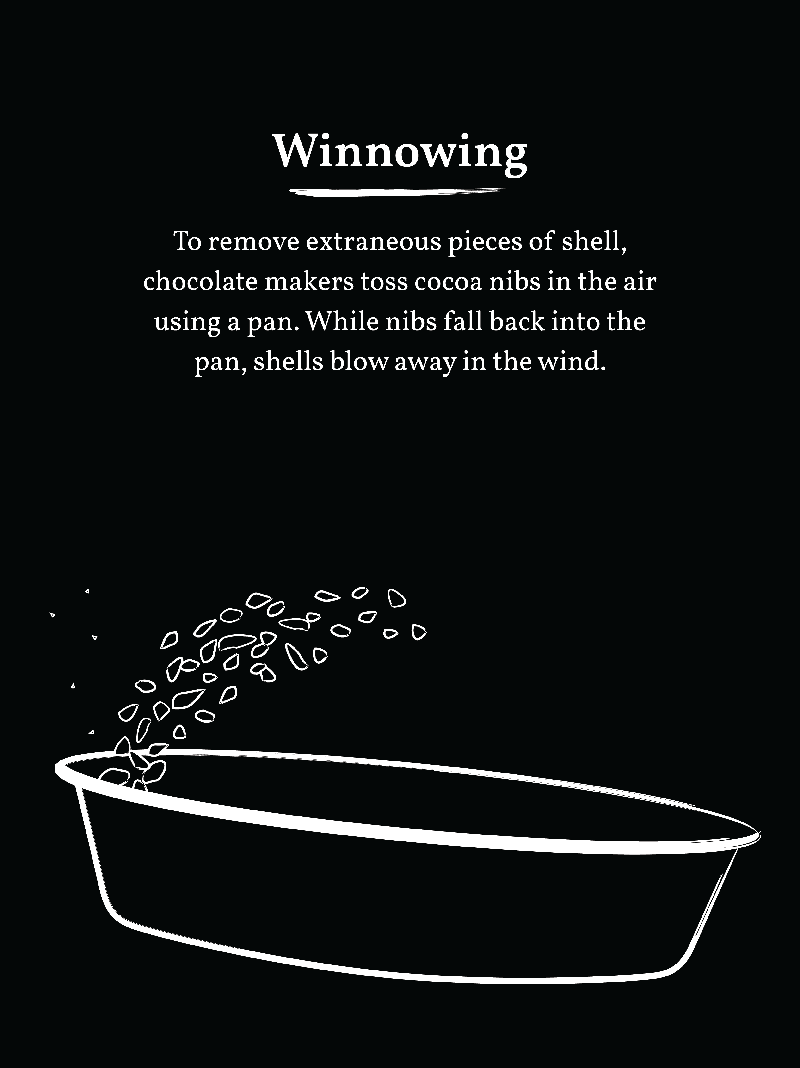 Winnowing
To remove extraneous pieces of shell,
chocolate makers toss cocoa nibs in the air
using a pan. While nibs fall back into the
pan, shells blow away in the wind.